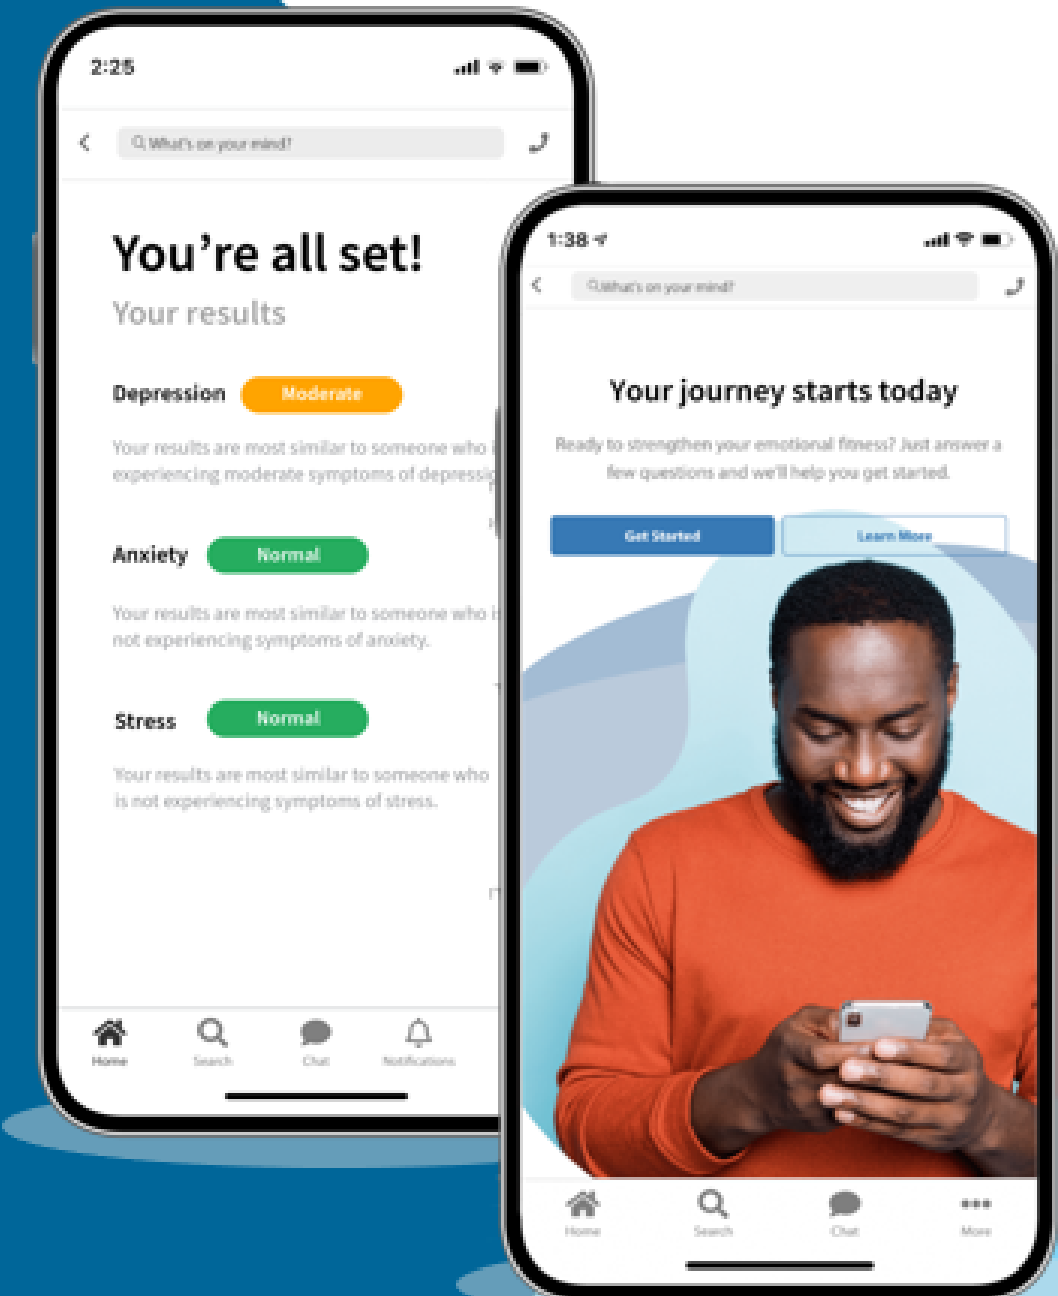 2:25
What's on your mind?
You're all set!
Your results
Depression Moderate
Your results are most similar to someone who
experiencing moderate symptoms of
Anxiety Normal
Your results are most similar to someone who is
not experiencing symptoms of anxiety.
Stress Normal
Your results are most similar to someone who
is not experiencing symptoms of stress.
Home Search Chat Notifications
1:38
What's on your mind?
Your journey starts today
Ready to strengthen your emotional fitness? Just answer a
few questions and we'll help you get started.
Get Started Learn More
Home Search Chat More